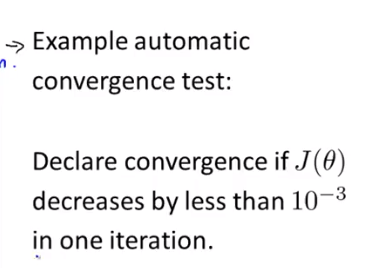 → Example automatic
convergence test:
Declare convergence if J(θ)
decreases by less than 10⁻³
in one iteration.